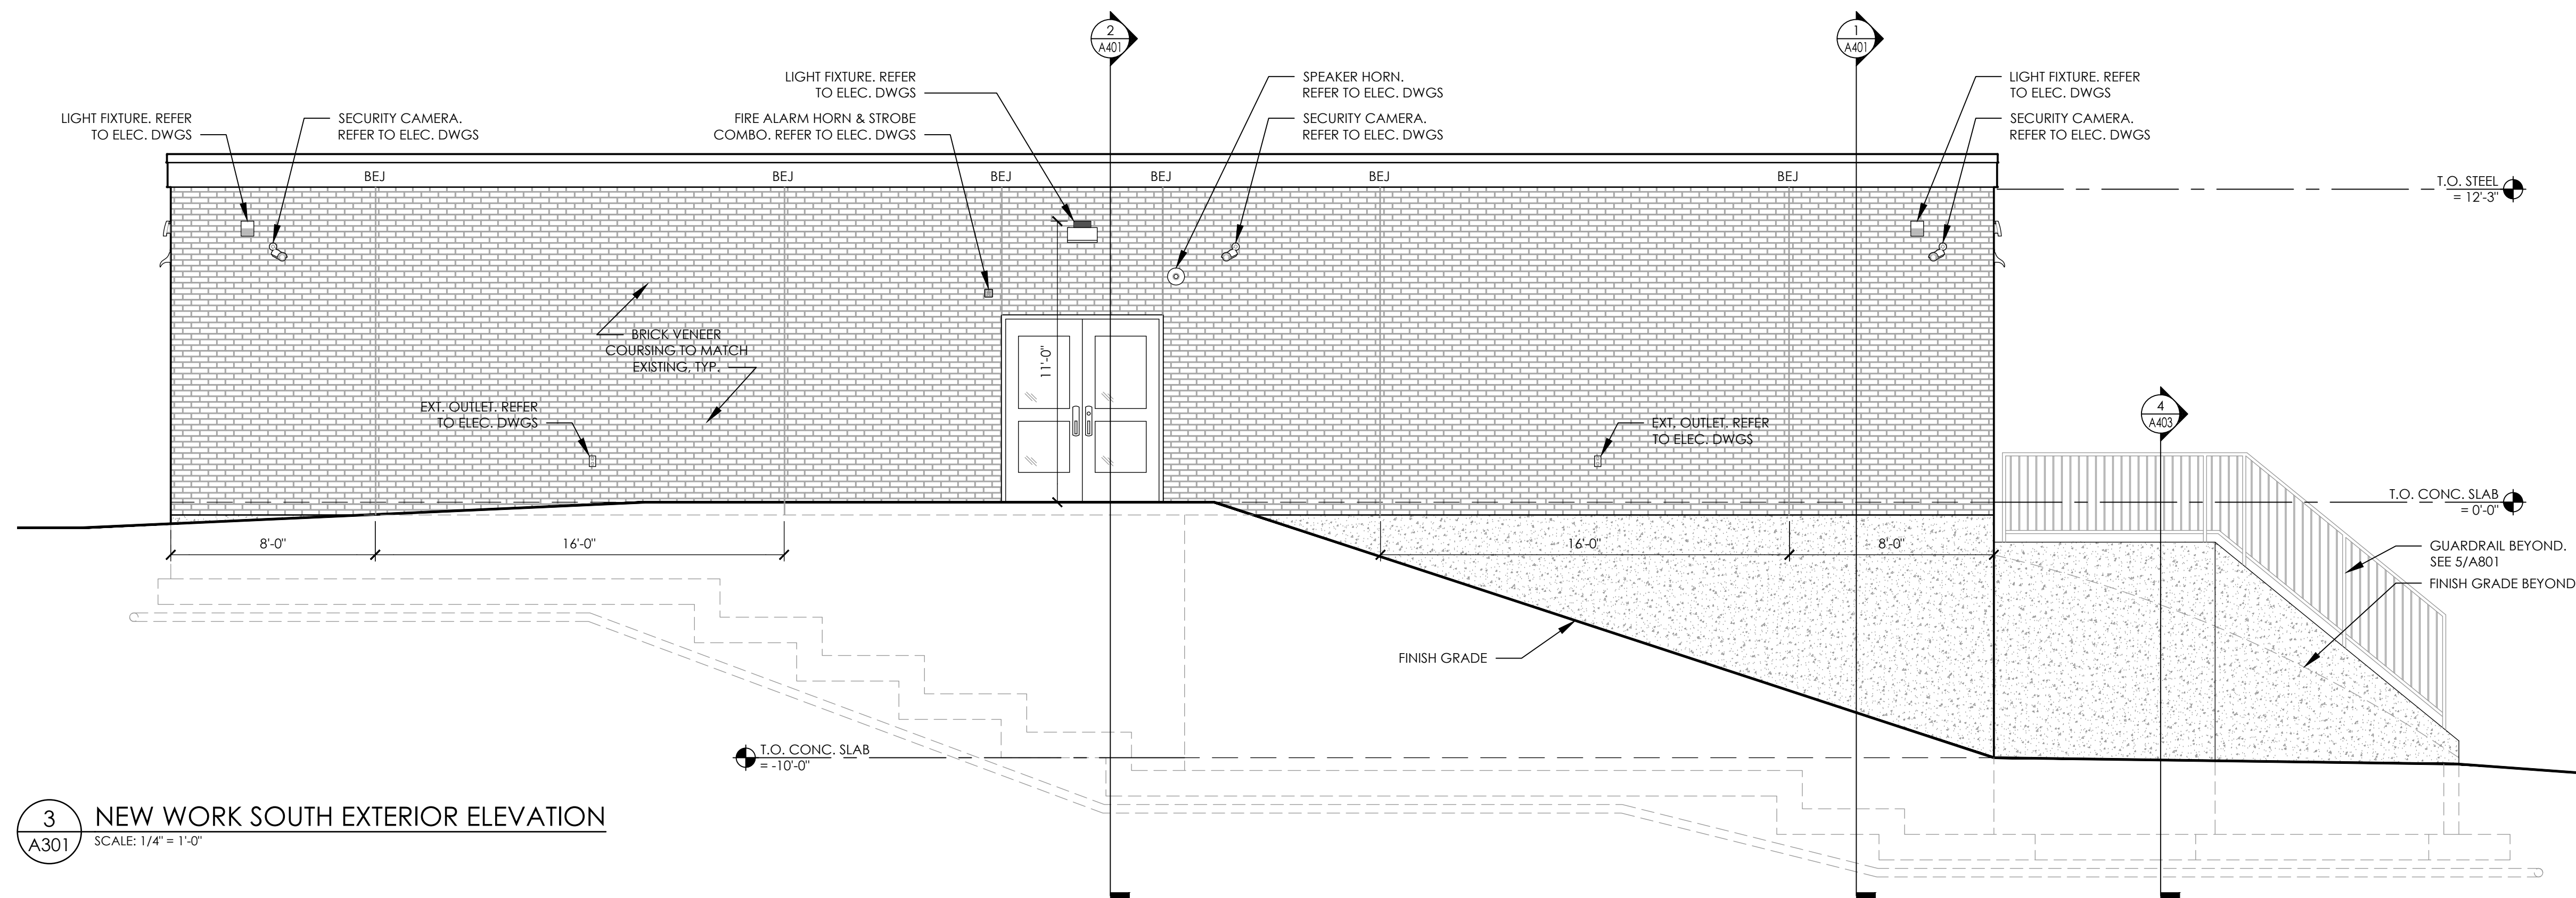 2
A401
1
A401
LIGHT FIXTURE. REFER
TO ELEC. DWGS
SECURITY CAMERA.
REFER TO ELEC. DWGS
LIGHT FIXTURE. REFER
TO ELEC. DWGS
FIRE ALARM HORN & STROBE
COMBO. REFER TO ELEC. DWGS
SPEAKER HORN.
REFER TO ELEC. DWGS
SECURITY CAMERA.
REFER TO ELEC. DWGS
LIGHT FIXTURE. REFER
TO ELEC. DWGS
SECURITY CAMERA.
REFER TO ELEC. DWGS
BEJ
BEJ
BEJ
BEJ
BEJ
BEJ
T.O. STEEL
= 12'-3"
BRICK VENEER
COURSING TO MATCH
EXISTING, TYP.
11'-0"
EXT. OUTLET. REFER
TO ELEC. DWGS
EXT. OUTLET. REFER
TO ELEC. DWGS
4
A403
T.O. CONC. SLAB
= 0'-0"
8'-0"
16'-0"
16'-0"
8'-0"
GUARDRAIL BEYOND.
SEE 5/A801
FINISH GRADE BEYOND
FINISH GRADE
T.O. CONC. SLAB
= -10'-0"
3
A301
NEW WORK SOUTH EXTERIOR ELEVATION
SCALE: 1/4" = 1'-0"